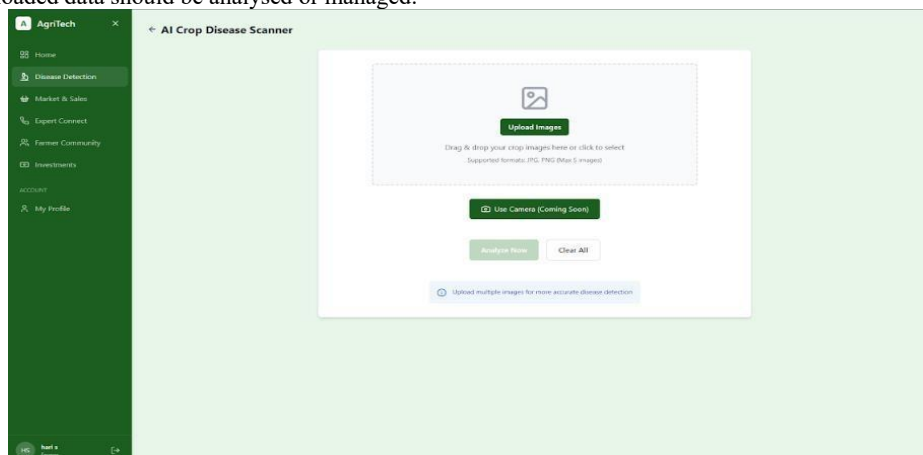 loaded data should be analysed or managed.
A AgriTech ×
← AI Crop Disease Scanner
Home
Disease Detection
Market & Sales
Expert Connect
Farmer Community
Investments
ACCOUNT
My Profile
Upload Images
Drag & drop your crop images here or click to select
Supported formats: JPG, PNG (Max 5 images)
Use Camera (Coming Soon)
Analyze Now
Clear All
Upload multiple images for more accurate disease detection
HS
hari s